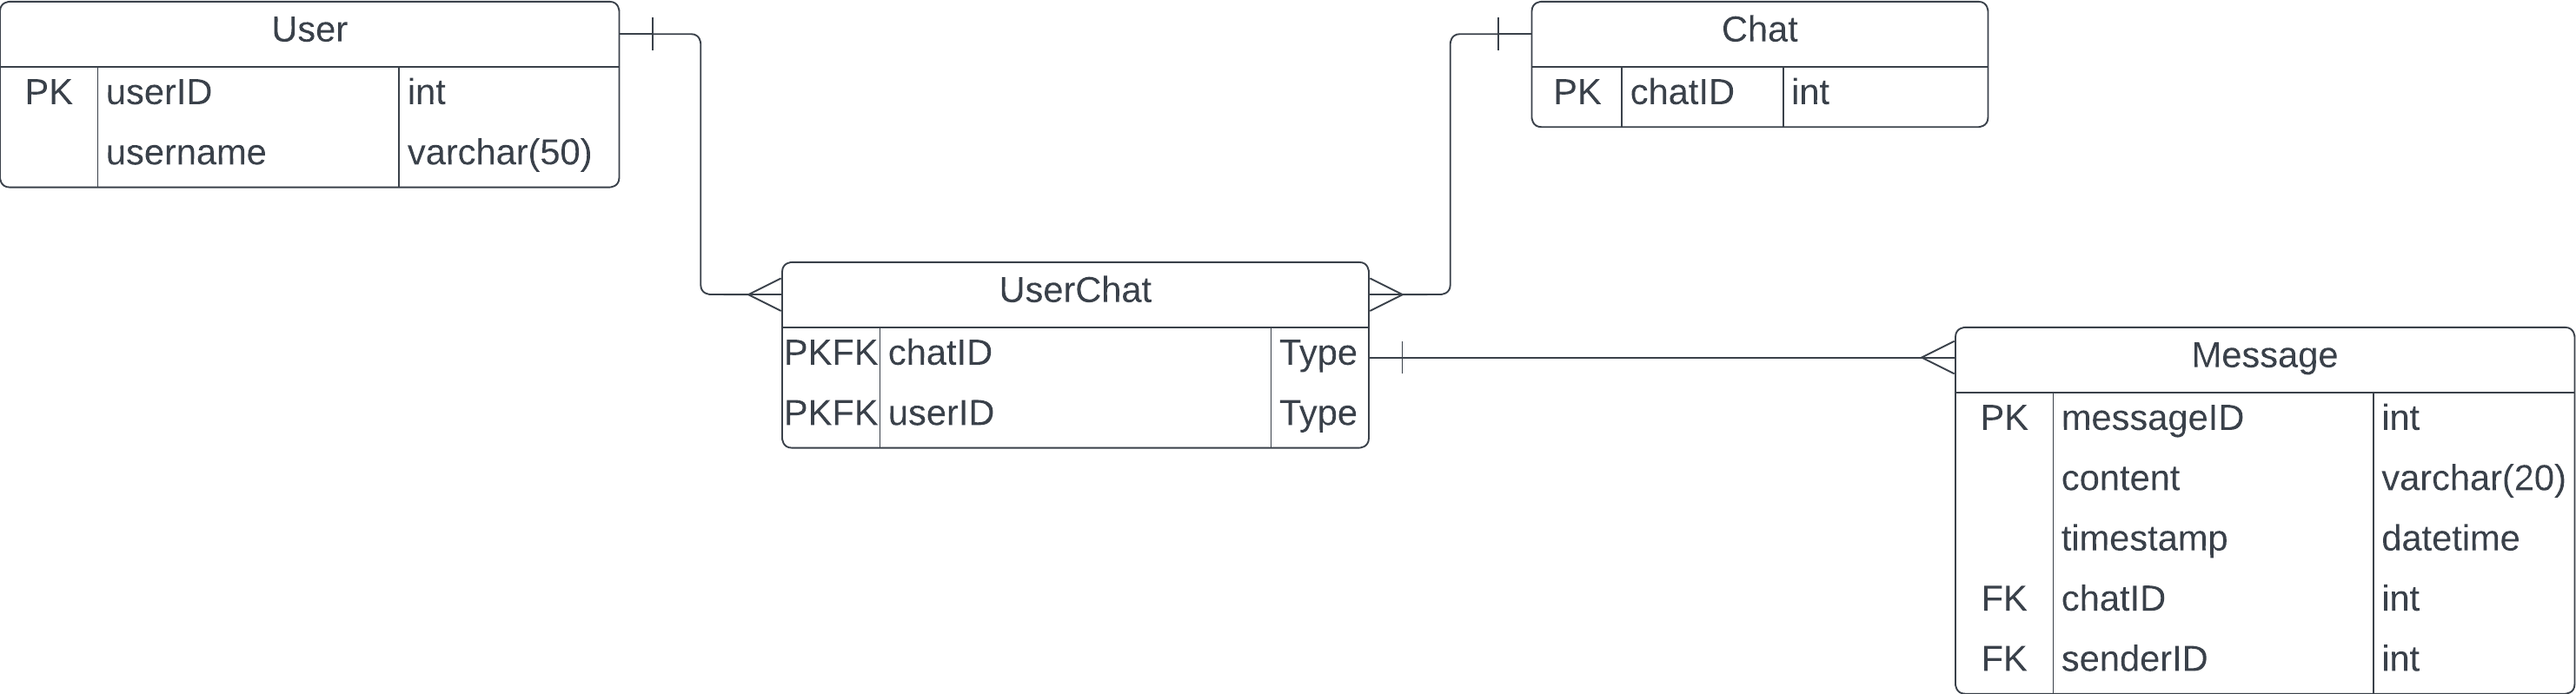 User
PK userID int
username varchar(50)
Chat
PK chatID int
UserChat
PKFK chatID Type
PKFK userID Type
Message
PK messageID int
content varchar(20)
timestamp datetime
FK chatID int
FK senderID int